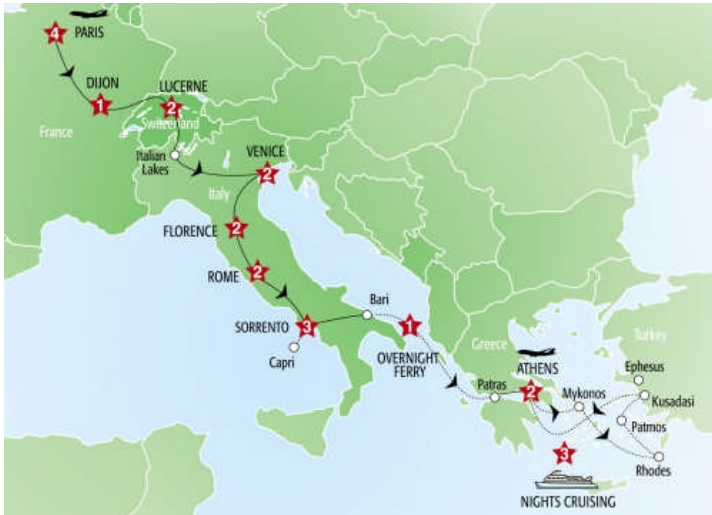 4
PARIS
DIJON
1
LUCERNE
2
Switzerland
France
Italian
Lakes
VENICE
2
Italy
FLORENCE
2
ROME
2
SORRENTO
3
Capri
Bari
1
OVERNIGHT
FERRY
Greece
Turkey
ATHENS
2
Patras
Mykonos
Ephesus
Kusadasi
Patmos
Rhodes
3
NIGHTS CRUISING